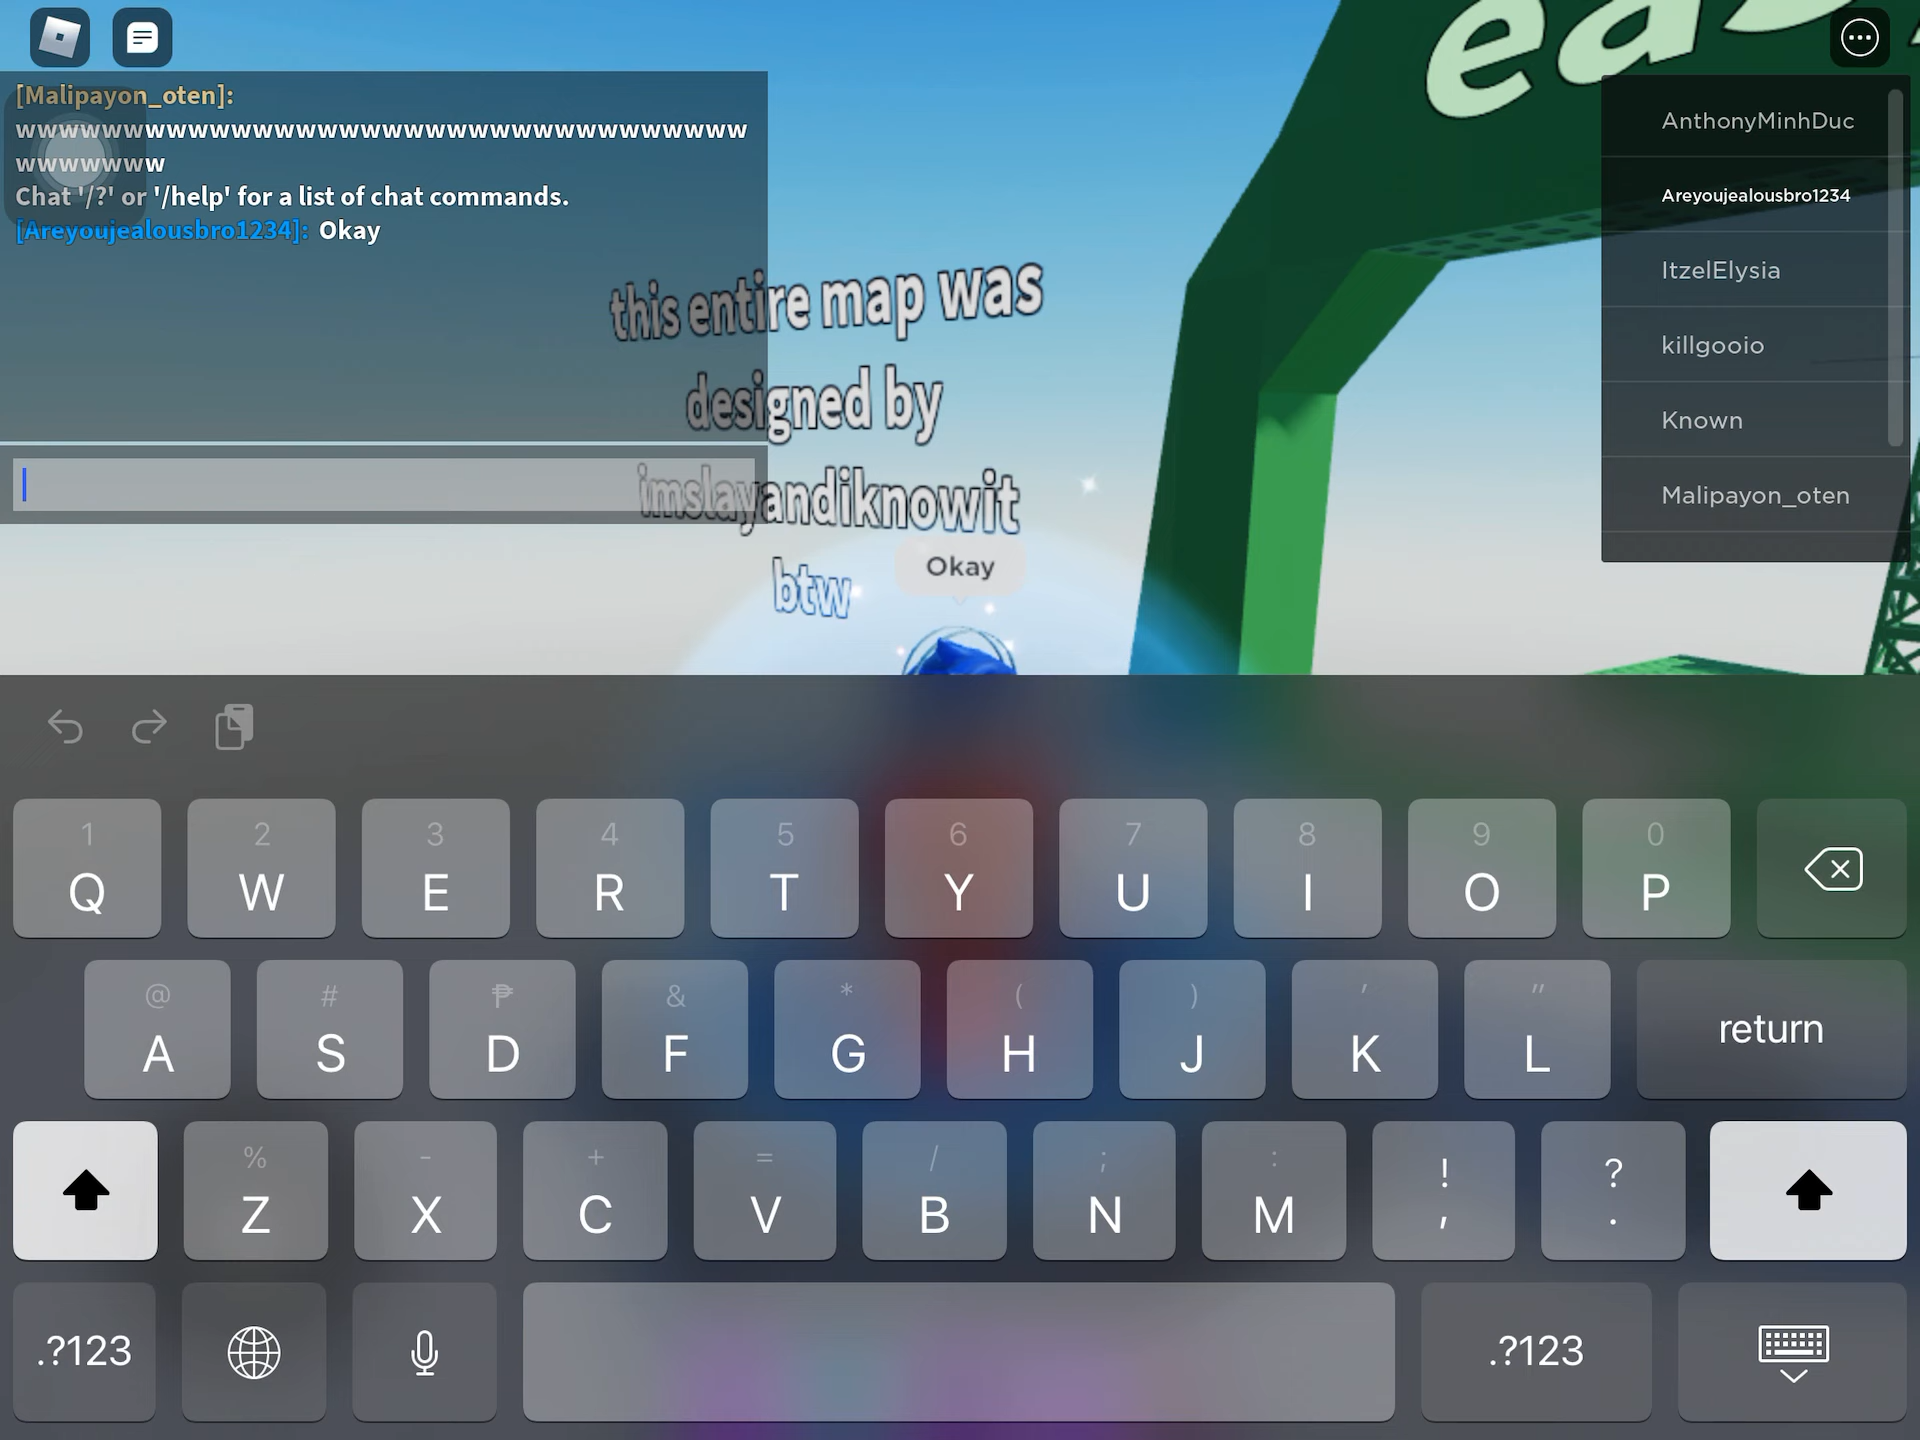 [Malipayon_oten]:
wwwwwwwwwwwwwwwwwwwwwwwwwwwwwwwwwww
wwwwwww
Chat '/?' or '/help' for a list of chat commands.
[Areyoujealousbro1234]: Okay
this entire map was
designed by
imslayandiknowit
btw
Okay
AnthonyMinhDuc
Areyoujealousbro1234
ItzelElysia
killgooio
Known
Malipayon_oten
1 2 3 4 5 6 7 8 9 0
Q W E R T Y U I O P
@ # ₱ & * ( ) ' "
A S D F G H J K L return
% - + = / ; : ! ?
Z X C V B N M , .
.?123 .?123